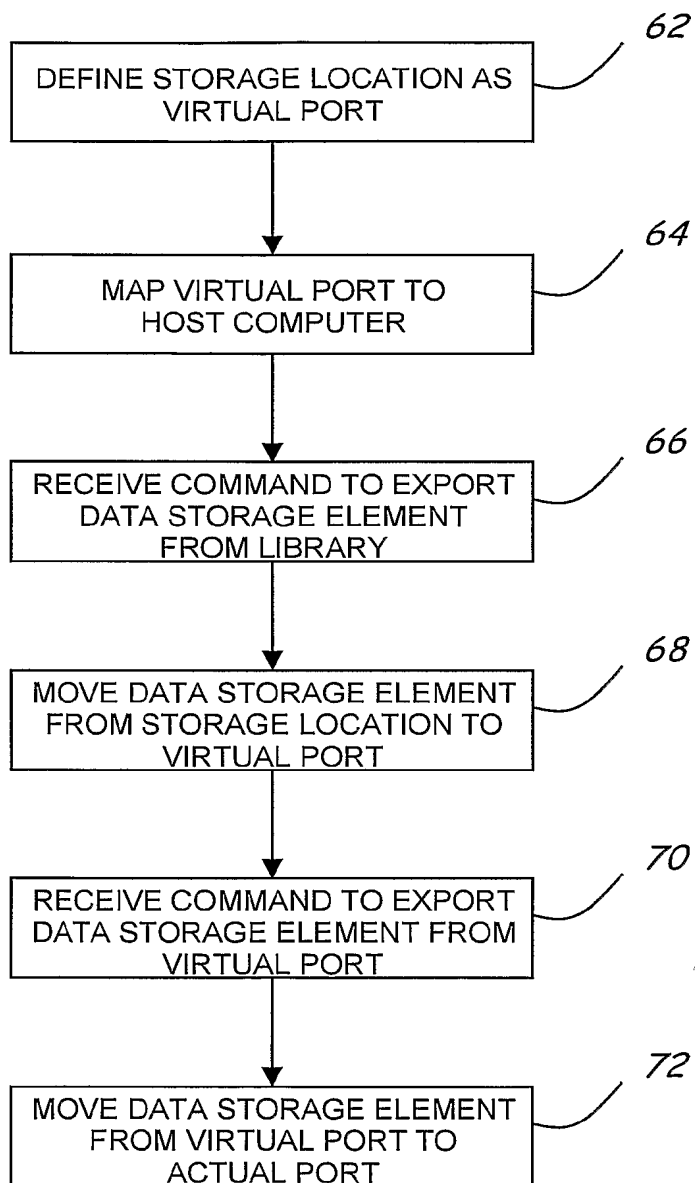 62
DEFINE STORAGE LOCATION AS
VIRTUAL PORT
64
MAP VIRTUAL PORT TO
HOST COMPUTER
66
RECEIVE COMMAND TO EXPORT
DATA STORAGE ELEMENT
FROM LIBRARY
68
MOVE DATA STORAGE ELEMENT
FROM STORAGE LOCATION TO
VIRTUAL PORT
70
RECEIVE COMMAND TO EXPORT
DATA STORAGE ELEMENT FROM
VIRTUAL PORT
72
MOVE DATA STORAGE ELEMENT
FROM VIRTUAL PORT TO
ACTUAL PORT